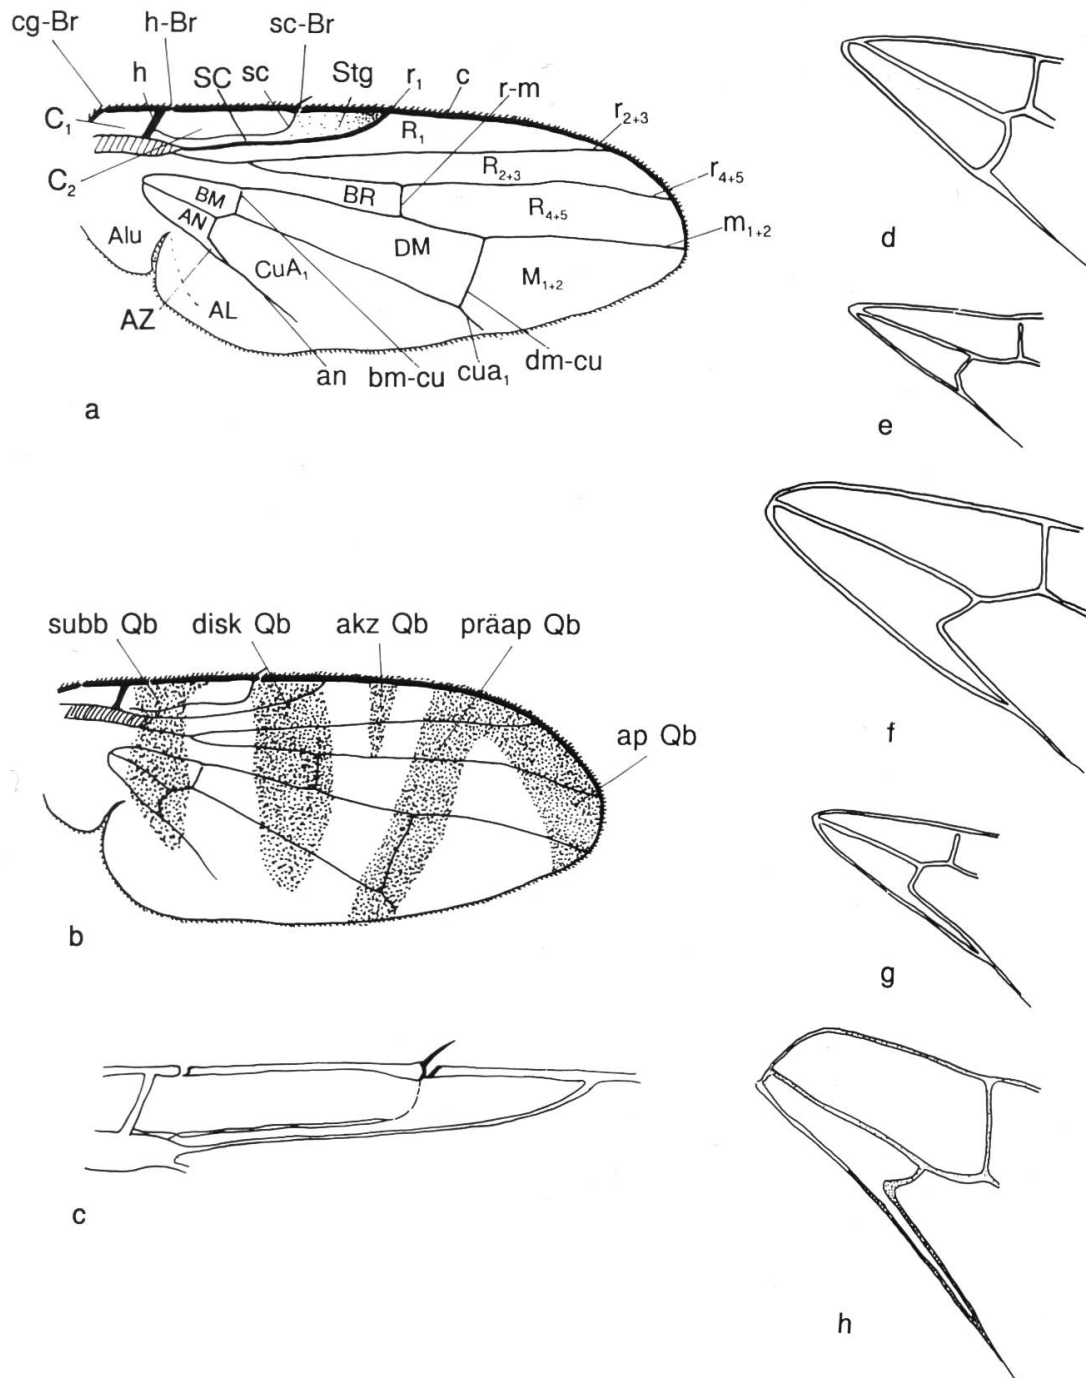 cg-Br h-Br sc-Br
h SC sc Stg r₁ c r-m
C₁ R₁ r₂₊₃
C₂ BM BR R₂₊₃ r₄₊₅
AN R₄₊₅ m₁₊₂
Alu CuA₁ DM M₁₊₂
AZ AL
an bm-cu cua₁ dm-cu
a
d
e
subb Qb disk Qb akz Qb präap Qb
ap Qb
f
b
g
c
h